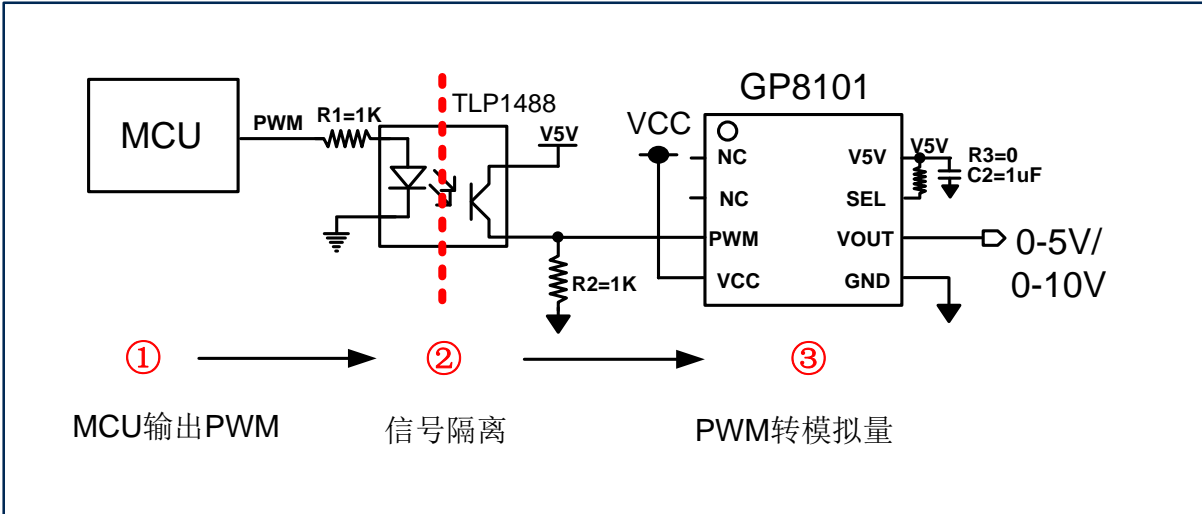 GP8101
TLP1488
MCU
PWM
R1=1K
V5V
VCC
NC
V5V
V5V
R3=0
C2=1uF
NC
SEL
PWM
VOUT
0-5V/
0-10V
R2=1K
VCC
GND
① ② ③
MCU输出PWM 信号隔离 PWM转模拟量